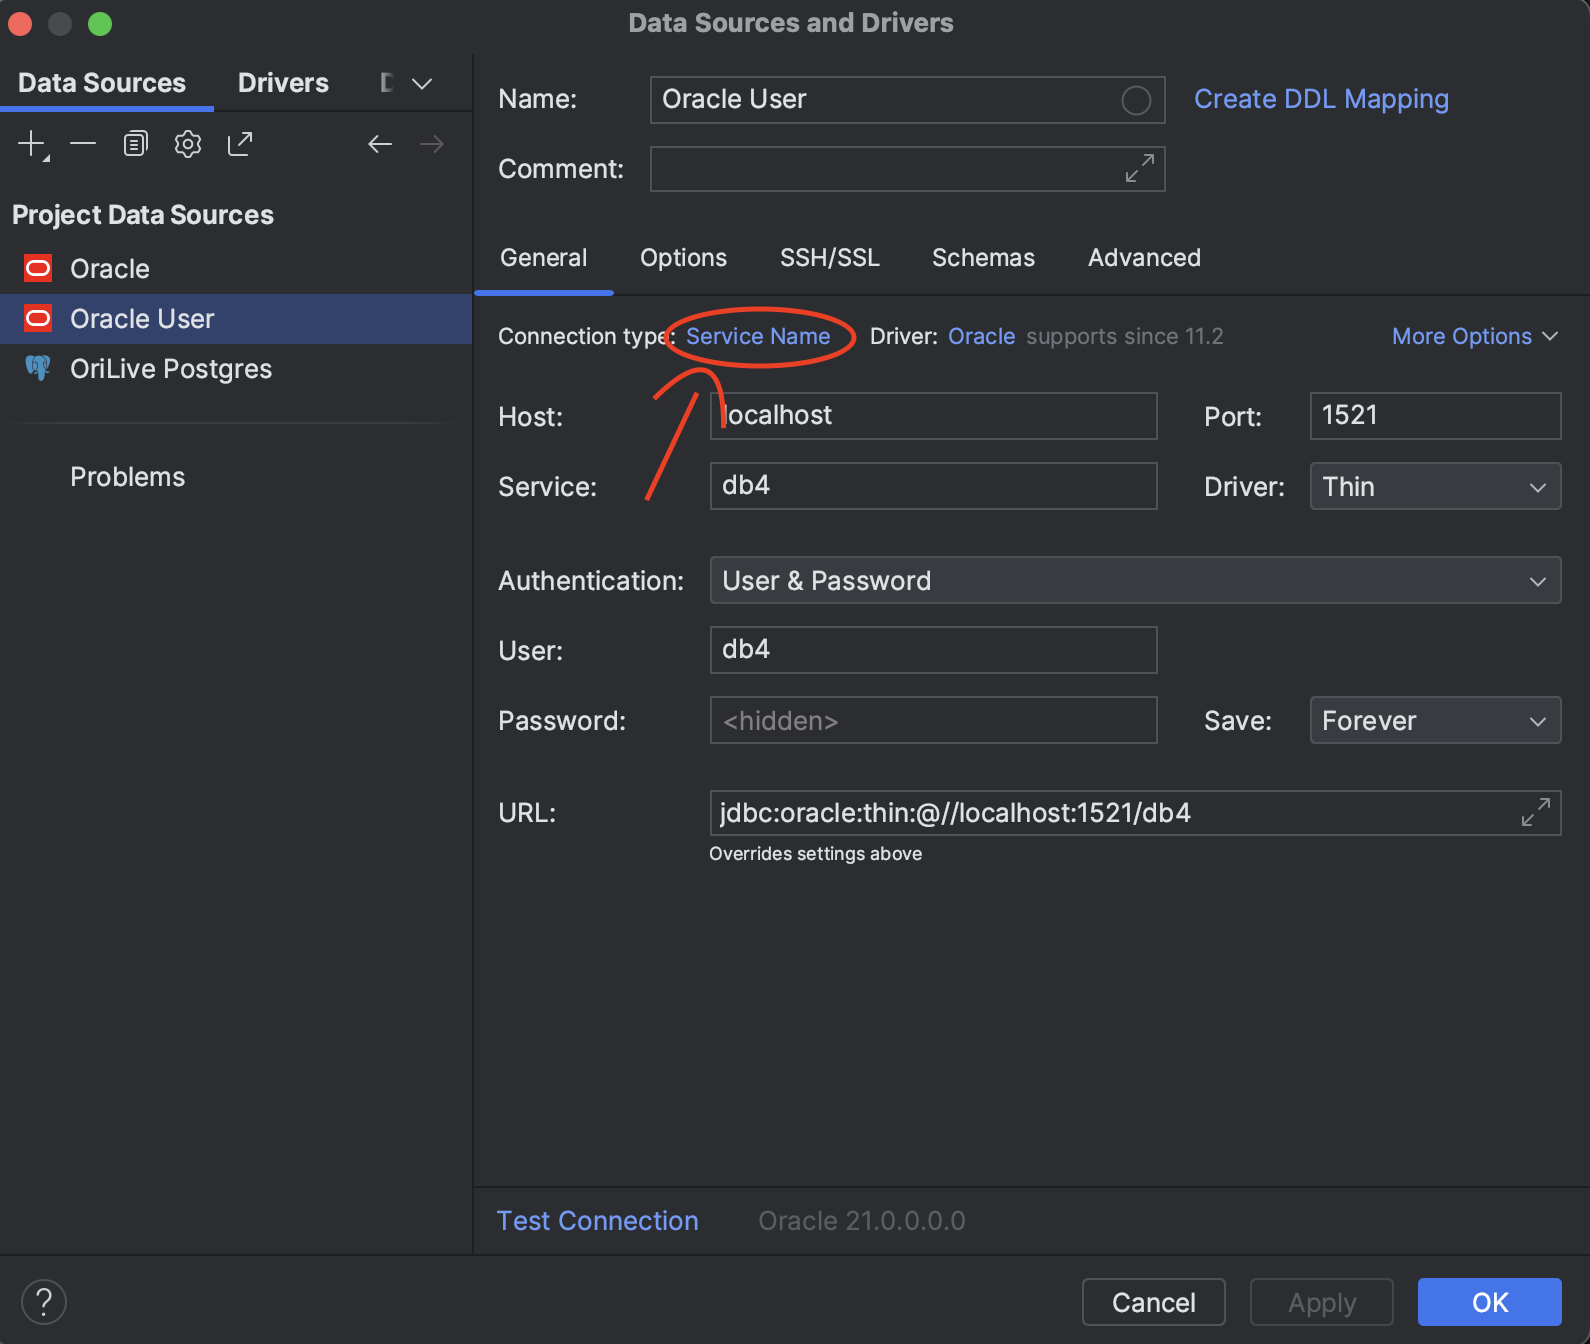 Data Sources and Drivers
Data Sources Drivers
Project Data Sources
Oracle
Oracle User
OriLive Postgres
Problems
Name: Oracle User Create DDL Mapping
Comment:
General Options SSH/SSL Schemas Advanced
Connection type: Service Name Driver: Oracle supports since 11.2 More Options
Host: localhost Port: 1521
Service: db4 Driver: Thin
Authentication: User & Password
User: db4
Password: <hidden> Save: Forever
URL: jdbc:oracle:thin:@//localhost:1521/db4
Overrides settings above
Test Connection Oracle 21.0.0.0.0
? Cancel Apply OK